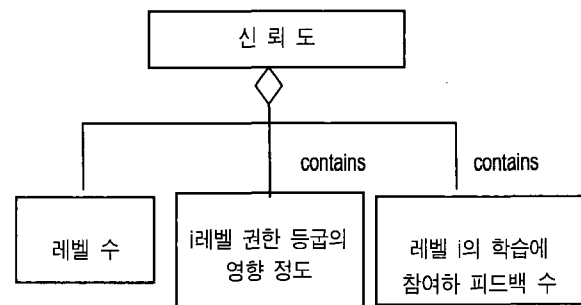 신 뢰 도
contains
contains
레벨 수
i레벨 권한 등굽의
영향 정도
레벨 i의 학습에
참여하 피드백 수